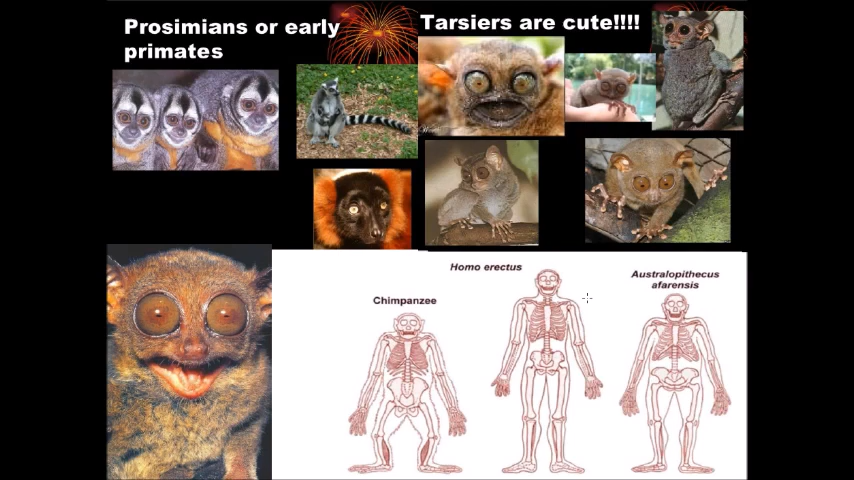 Prosimians or early
primates
Tarsiers are cute!!!!
Homo erectus
Australopithecus
afarensis
Chimpanzee